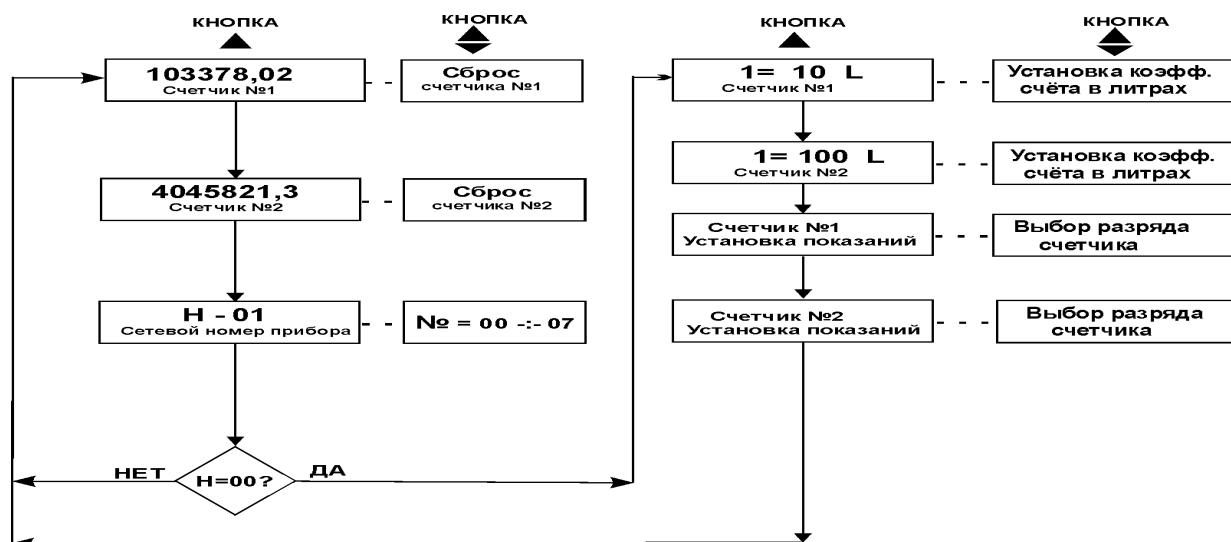 КНОПКА
КНОПКА
103378,02
Счетчик №1
Сброс
счетчика №1
4045821,3
Счетчик №2
Сброс
счетчика №2
Н - 01
Сетевой номер прибора
№ = 00 -:- 07
НЕТ
Н=00?
ДА
КНОПКА
КНОПКА
1= 10 L
Счетчик №1
Установка коэфф.
счёта в литрах
1= 100 L
Счетчик №2
Установка коэфф.
счёта в литрах
Счетчик №1
Установка показаний
Выбор разряда
счетчика
Счетчик №2
Установка показаний
Выбор разряда
счетчика